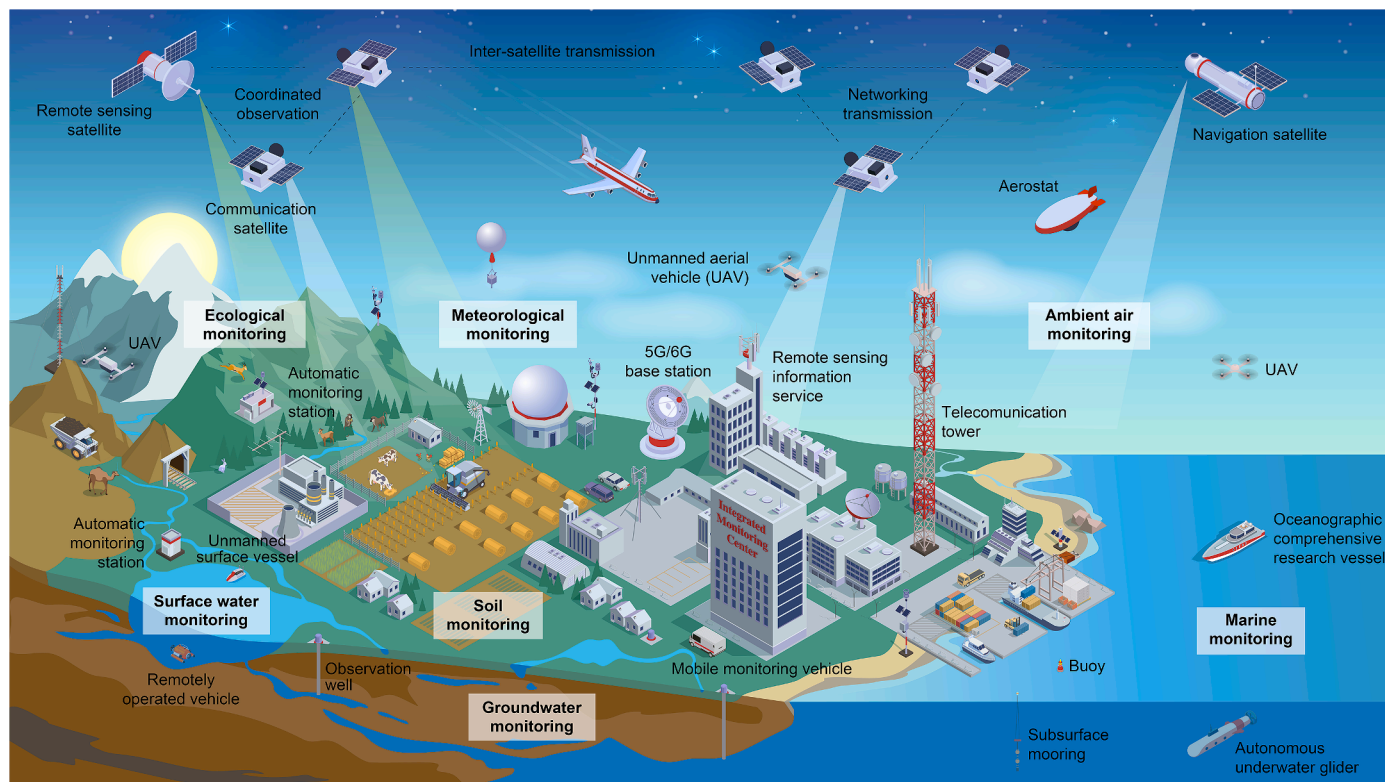 Inter-satellite transmission
Remote sensing
satellite
Coordinated
observation
Networking
transmission
Navigation satellite
Communication
satellite
Aerostat
Unmanned aerial
vehicle (UAV)
Ecological
monitoring
Meteorological
monitoring
Ambient air
monitoring
UAV
Automatic
monitoring
station
5G/6G
base station
Remote sensing
information
service
UAV
Telecomunication
tower
Automatic
monitoring
station
Unmanned
surface vessel
Integrated
Monitoring
Center
Oceanographic
comprehensive
research vessel
Surface water
monitoring
Soil
monitoring
Marine
monitoring
Remotely
operated vehicle
Observation
well
Mobile monitoring vehicle
Buoy
Groundwater
monitoring
Subsurface
mooring
Autonomous
underwater glider